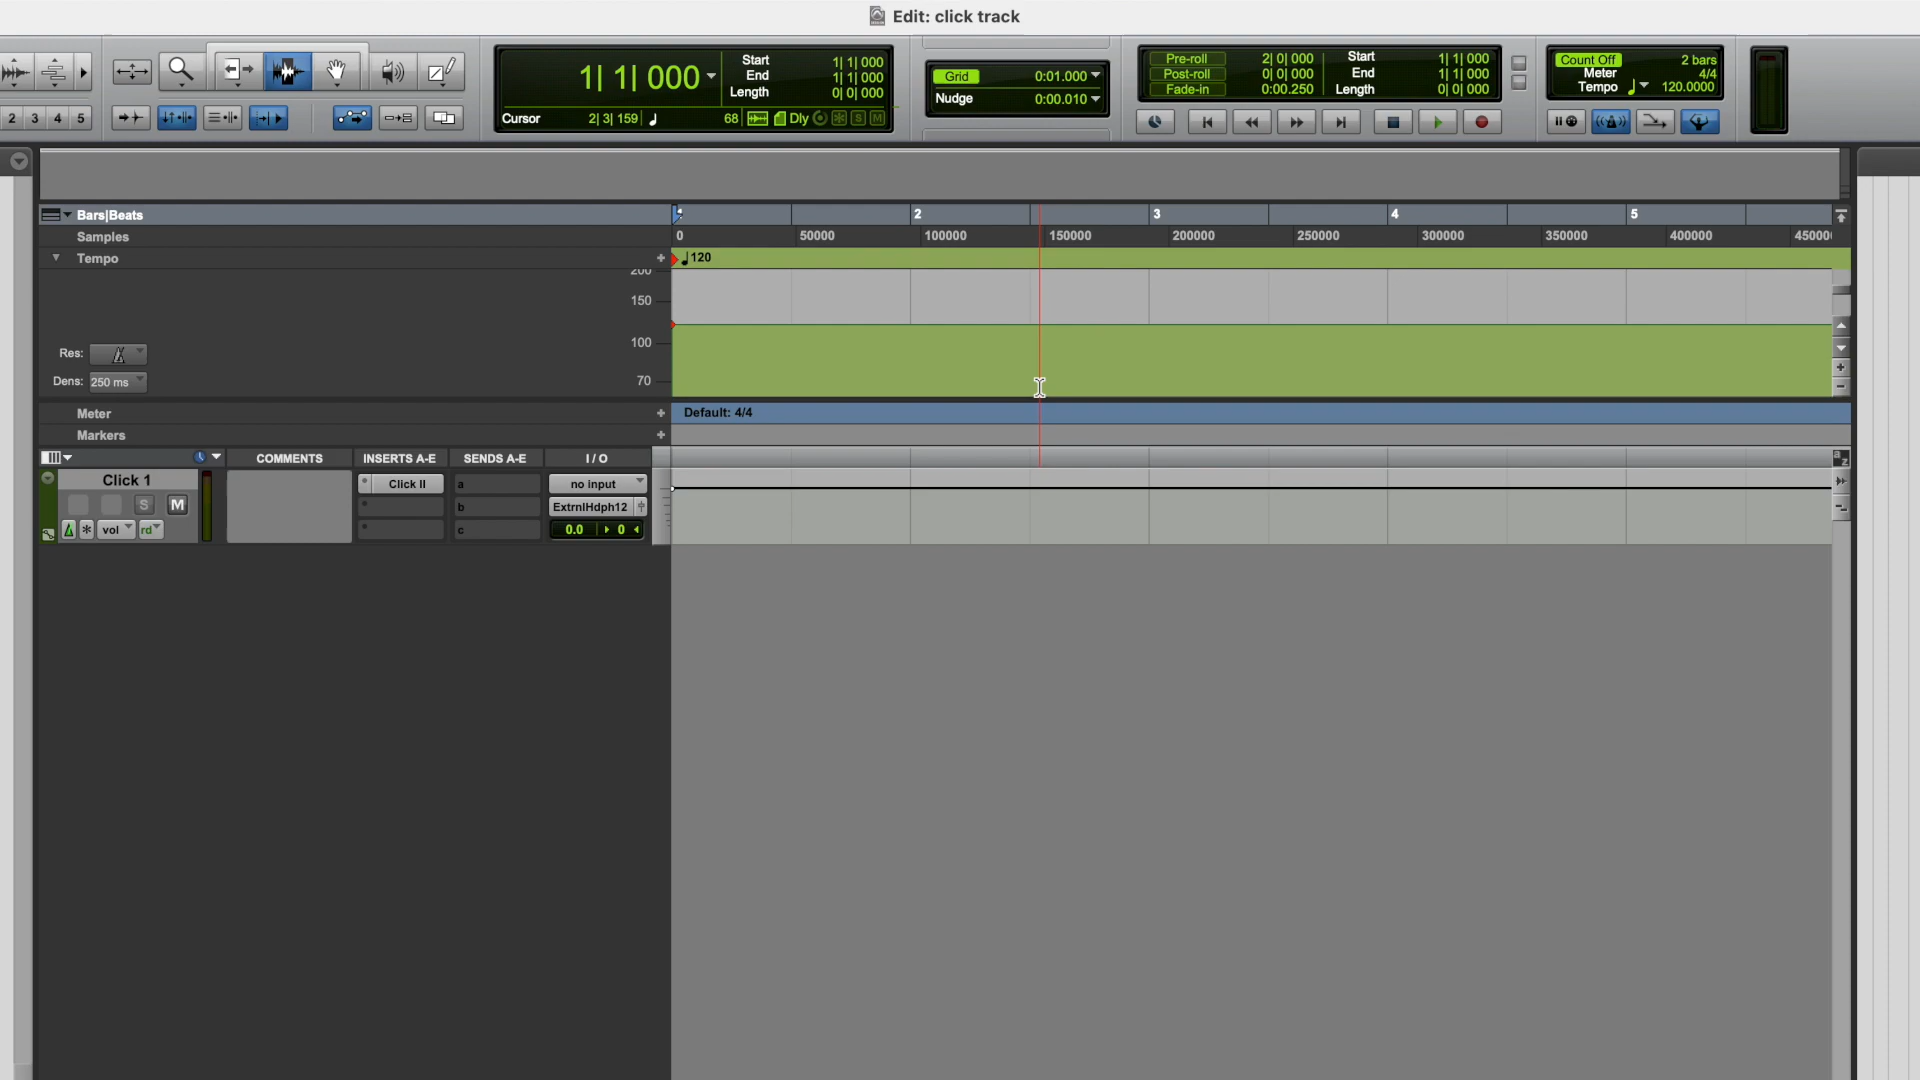 Edit: click track
1| 1| 000
Start 1| 1| 000
End 1| 1| 000
Length 0| 0| 000
Cursor 2| 3| 159 68 Dly S M
Grid 0:01.000
Nudge 0:00.010
Pre-roll 2| 0| 000
Post-roll 0| 0| 000
Fade-in 0:00.250
Start 1| 1| 000
End 1| 1| 000
Length 0| 0| 000
Count Off 2 bars
Meter 4/4
Tempo 120.0000
2 3 4 5
Bars|Beats 2 3 4 5
Samples 0 50000 100000 150000 200000 250000 300000 350000 400000
Tempo 120
200
150
100
70
Res:
Dens: 250 ms
Meter Default: 4/4
Markers
COMMENTS INSERTS A-E SENDS A-E I / O
a z
Click 1 Click II a no input
S M b ExtrnlHdph12
vol rd c 0.0 0